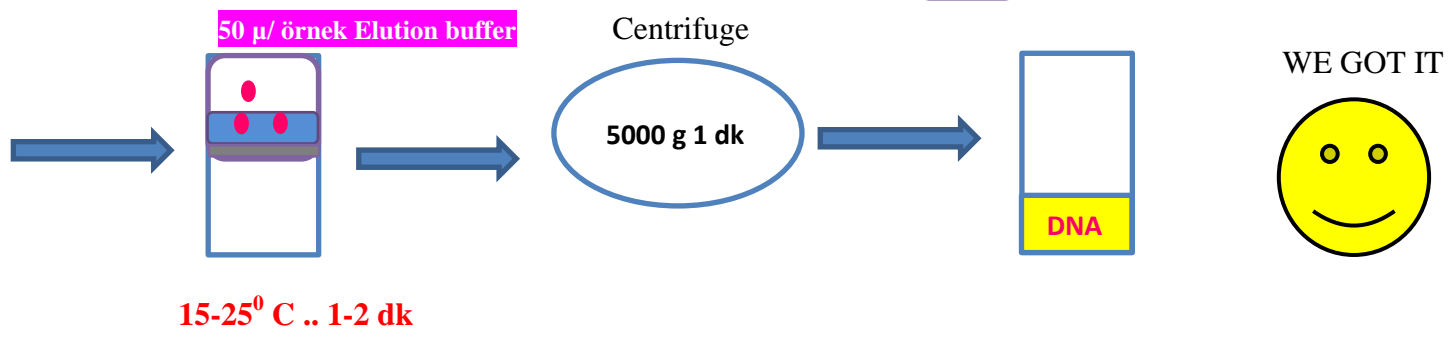 50 µ/ örnek Elution buffer
Centrifuge
WE GOT IT
5000 g 1 dk
DNA
15-25⁰ C .. 1-2 dk